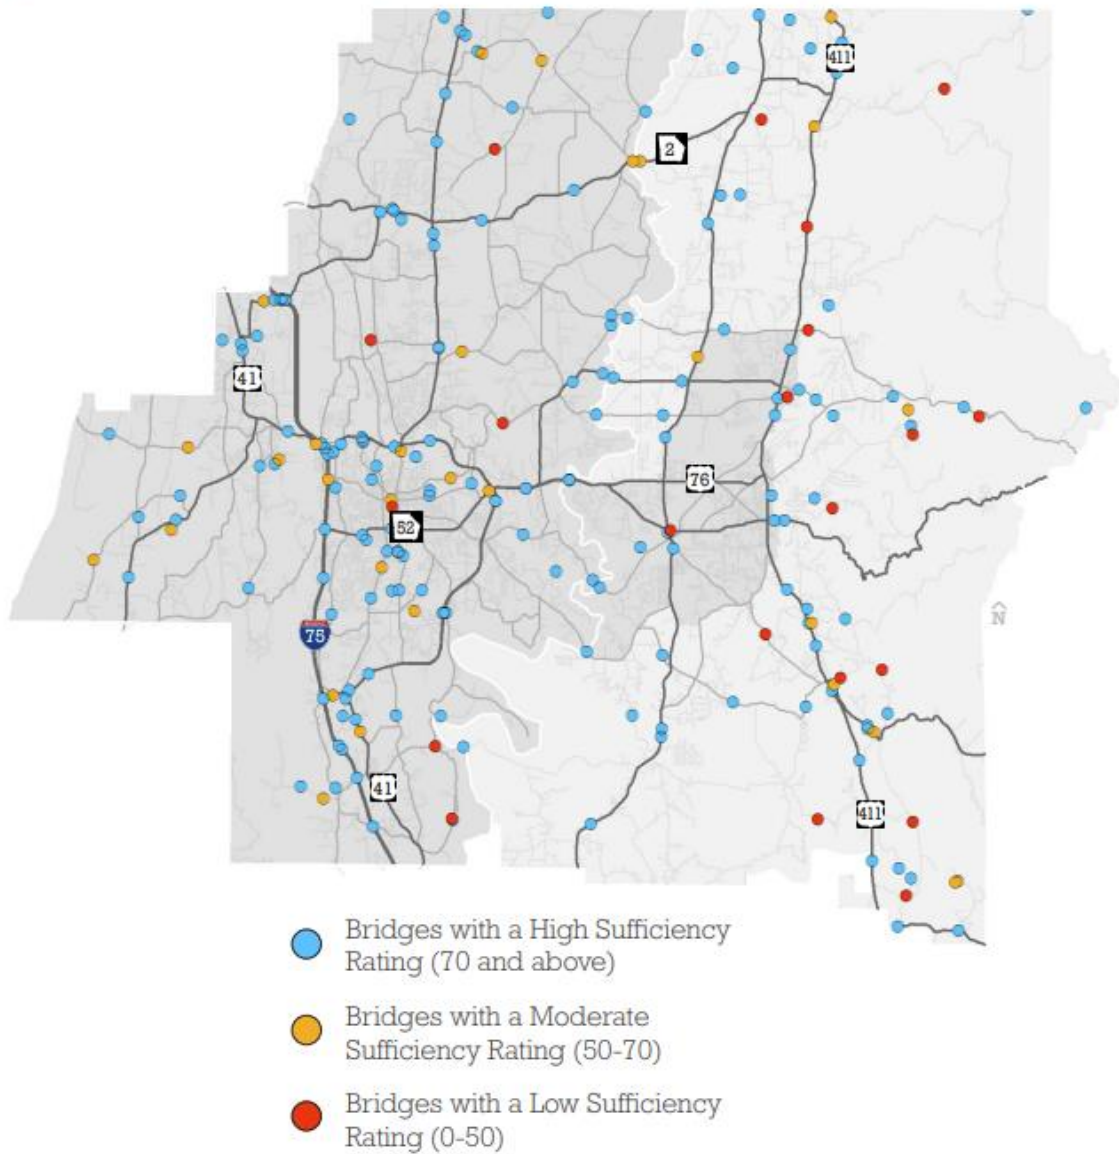 411
2
41
76
52
N
75
41
411
Bridges with a High Sufficiency
Rating (70 and above)
Bridges with a Moderate
Sufficiency Rating (50-70)
Bridges with a Low Sufficiency
Rating (0-50)